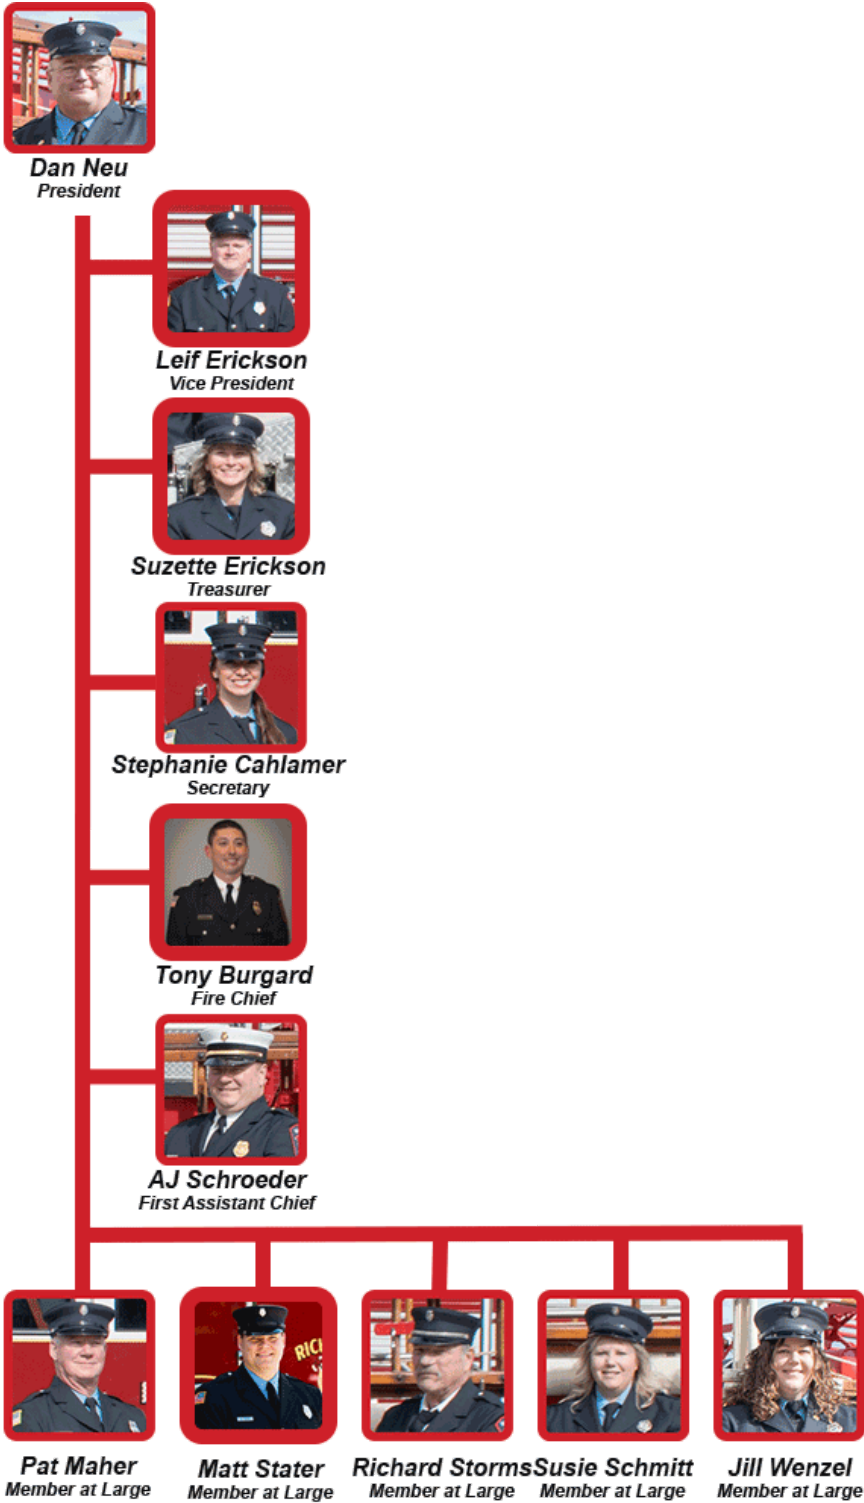 Dan Neu
President
Leif Erickson
Vice President
Suzette Erickson
Treasurer
Stephanie Cahlamer
Secretary
Tony Burgard
Fire Chief
AJ Schroeder
First Assistant Chief
RIC
Pat Maher
Member at Large
Matt Stater
Member at Large
Richard Storms
Member at Large
Susie Schmitt
Member at Large
Jill Wenzel
Member at Large